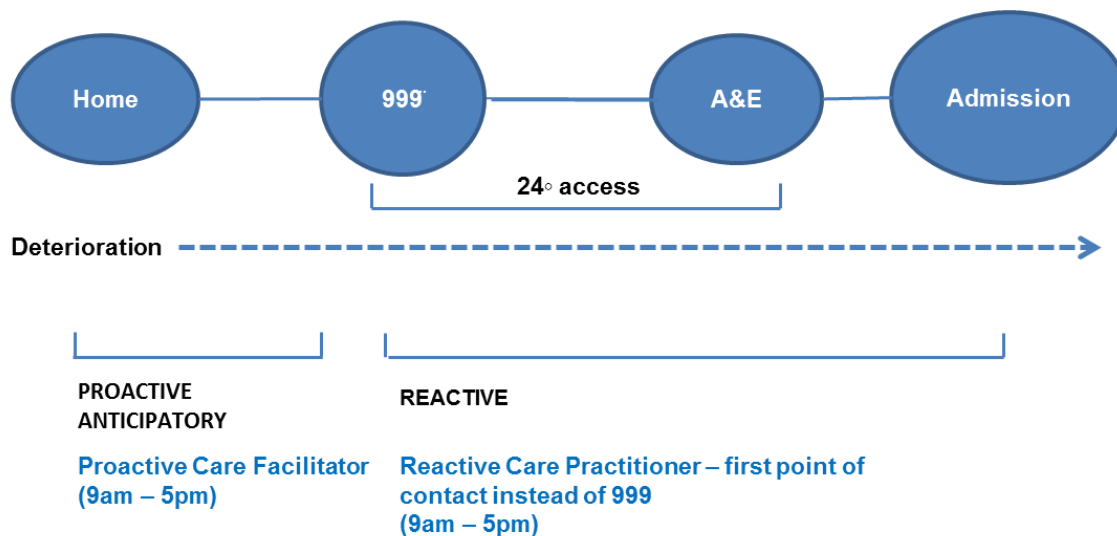 Home
999
A&E
Admission
24° access
Deterioration
PROACTIVE
ANTICIPATORY
REACTIVE
Proactive Care Facilitator
(9am – 5pm)
Reactive Care Practitioner – first point of
contact instead of 999
(9am – 5pm)